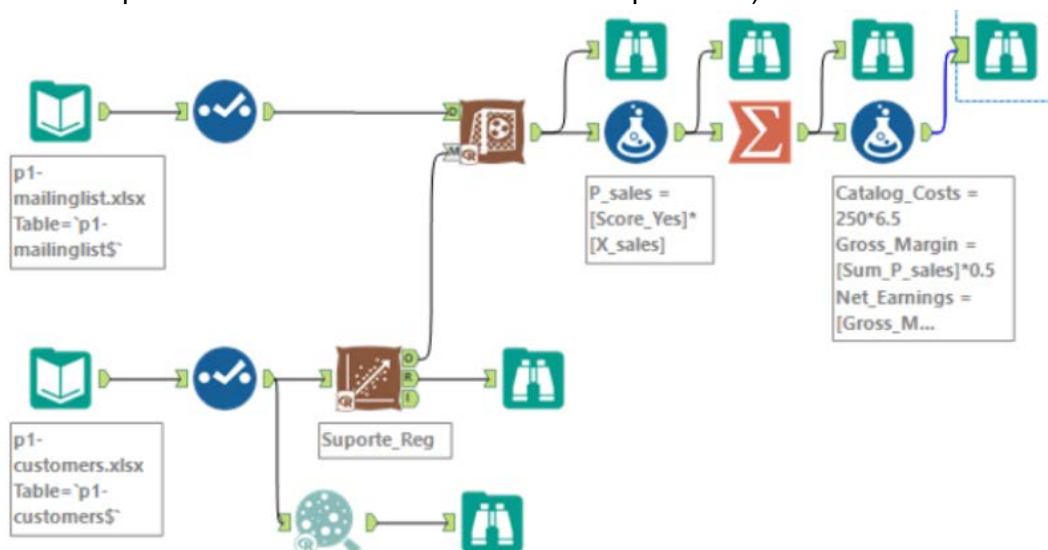 D
M
R
p1-
mailinglist.xlsx
Table=`p1-
mailinglist$`
P_sales =
[Score_Yes]*
[X_sales]
Catalog_Costs =
250*6.5
Gross_Margin =
[Sum_P_sales]*0.5
Net_Earnings =
[Gross_M...
O
R
I
R
Suporte_Reg
p1-
customers.xlsx
Table=`p1-
customers$`
R